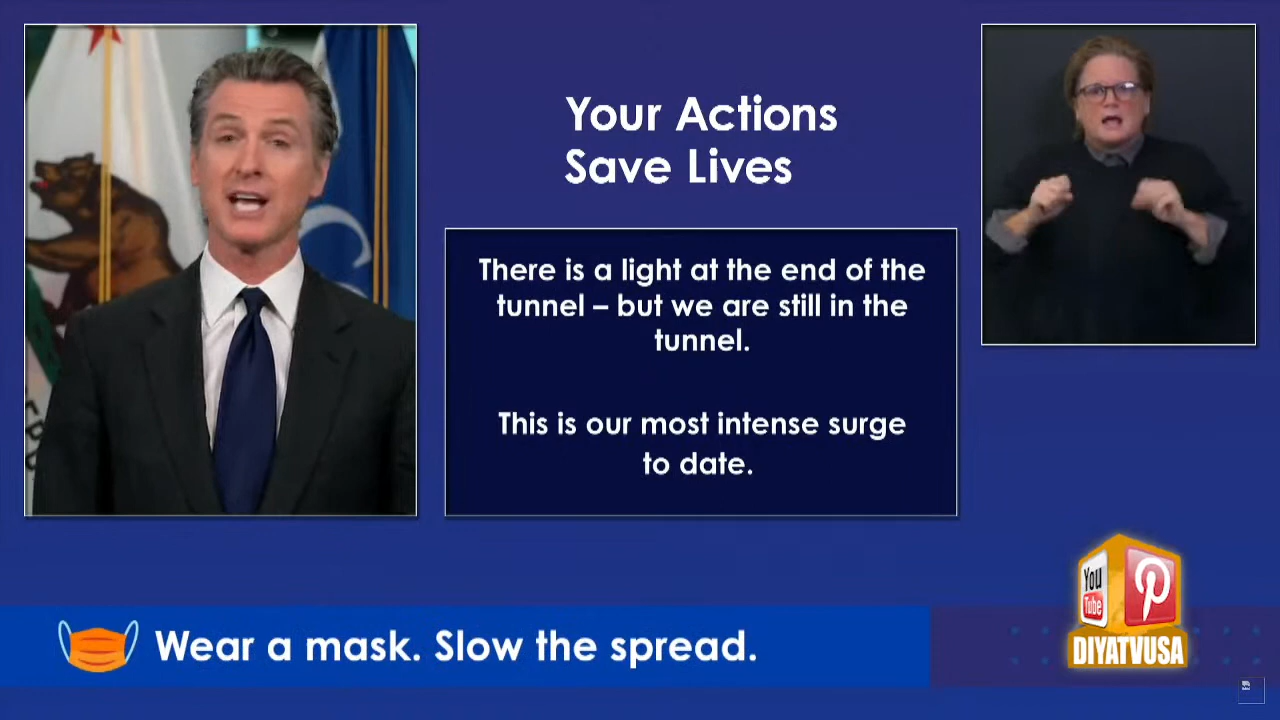 Your Actions
Save Lives
There is a light at the end of the
tunnel – but we are still in the
tunnel.
This is our most intense surge
to date.
Wear a mask. Slow the spread.
You
Tube
DIYATVUSA